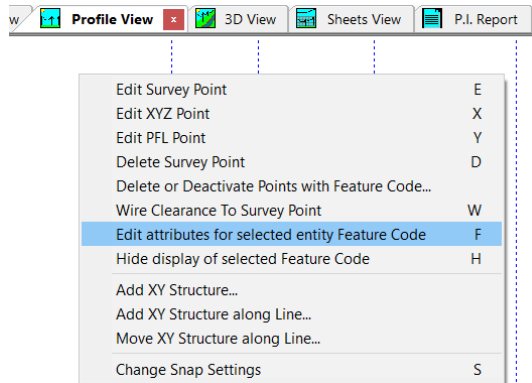 w Profile View x 3D View Sheets View P.I. Report
Edit Survey Point E
Edit XYZ Point X
Edit PFL Point Y
Delete Survey Point D
Delete or Deactivate Points with Feature Code...
Wire Clearance To Survey Point W
Edit attributes for selected entity Feature Code F
Hide display of selected Feature Code H
Add XY Structure...
Add XY Structure along Line...
Move XY Structure along Line...
Change Snap Settings S